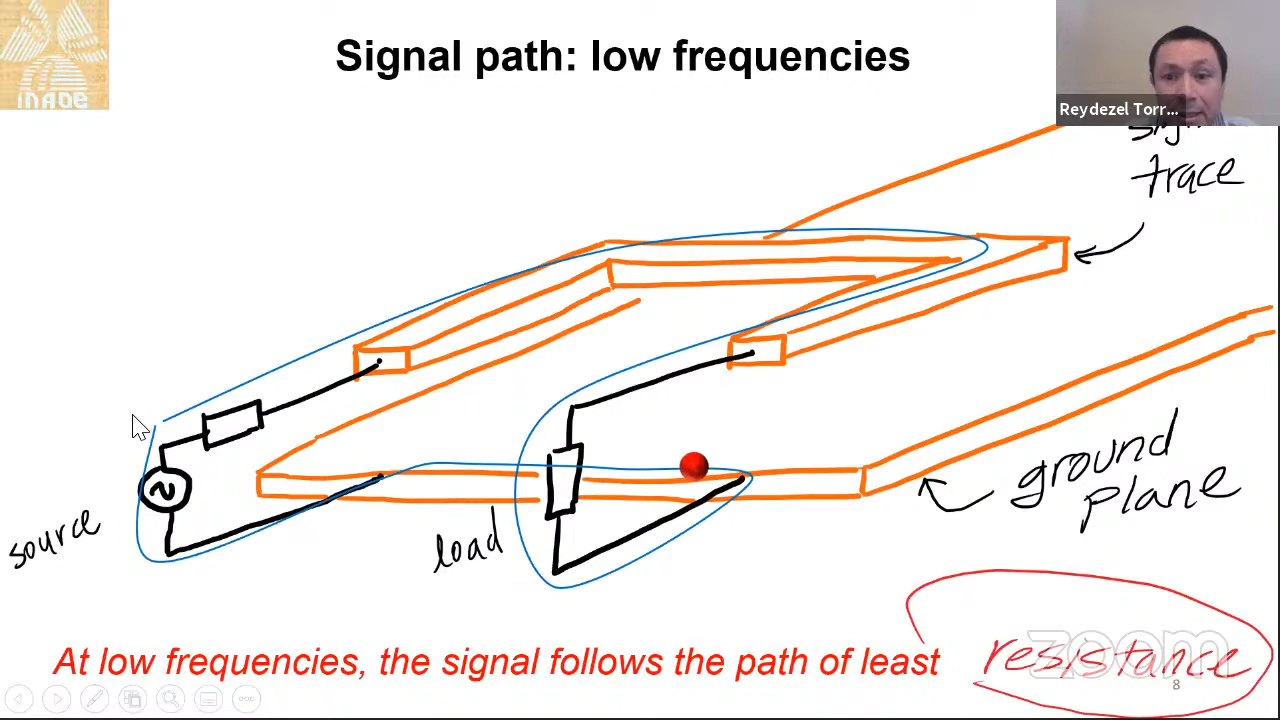 INAOE
Signal path: low frequencies
Reydezel Torr...
trace
source
load
ground
plane
At low frequencies, the signal follows the path of least
resistance
zoom
8